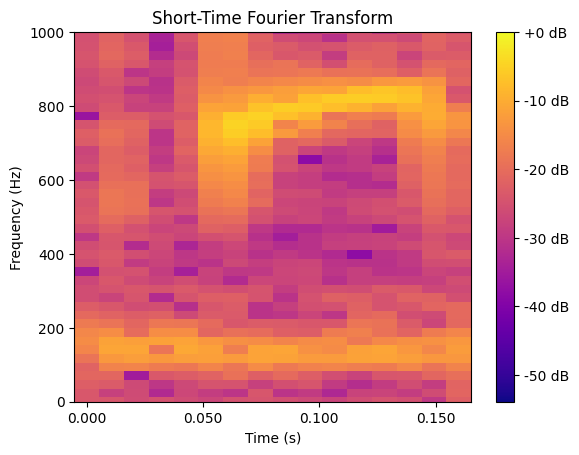 Short-Time Fourier Transform
Frequency (Hz)
1000
800
600
400
200
0
0.000
0.050
0.100
0.150
Time (s)
+0 dB
-10 dB
-20 dB
-30 dB
-40 dB
-50 dB